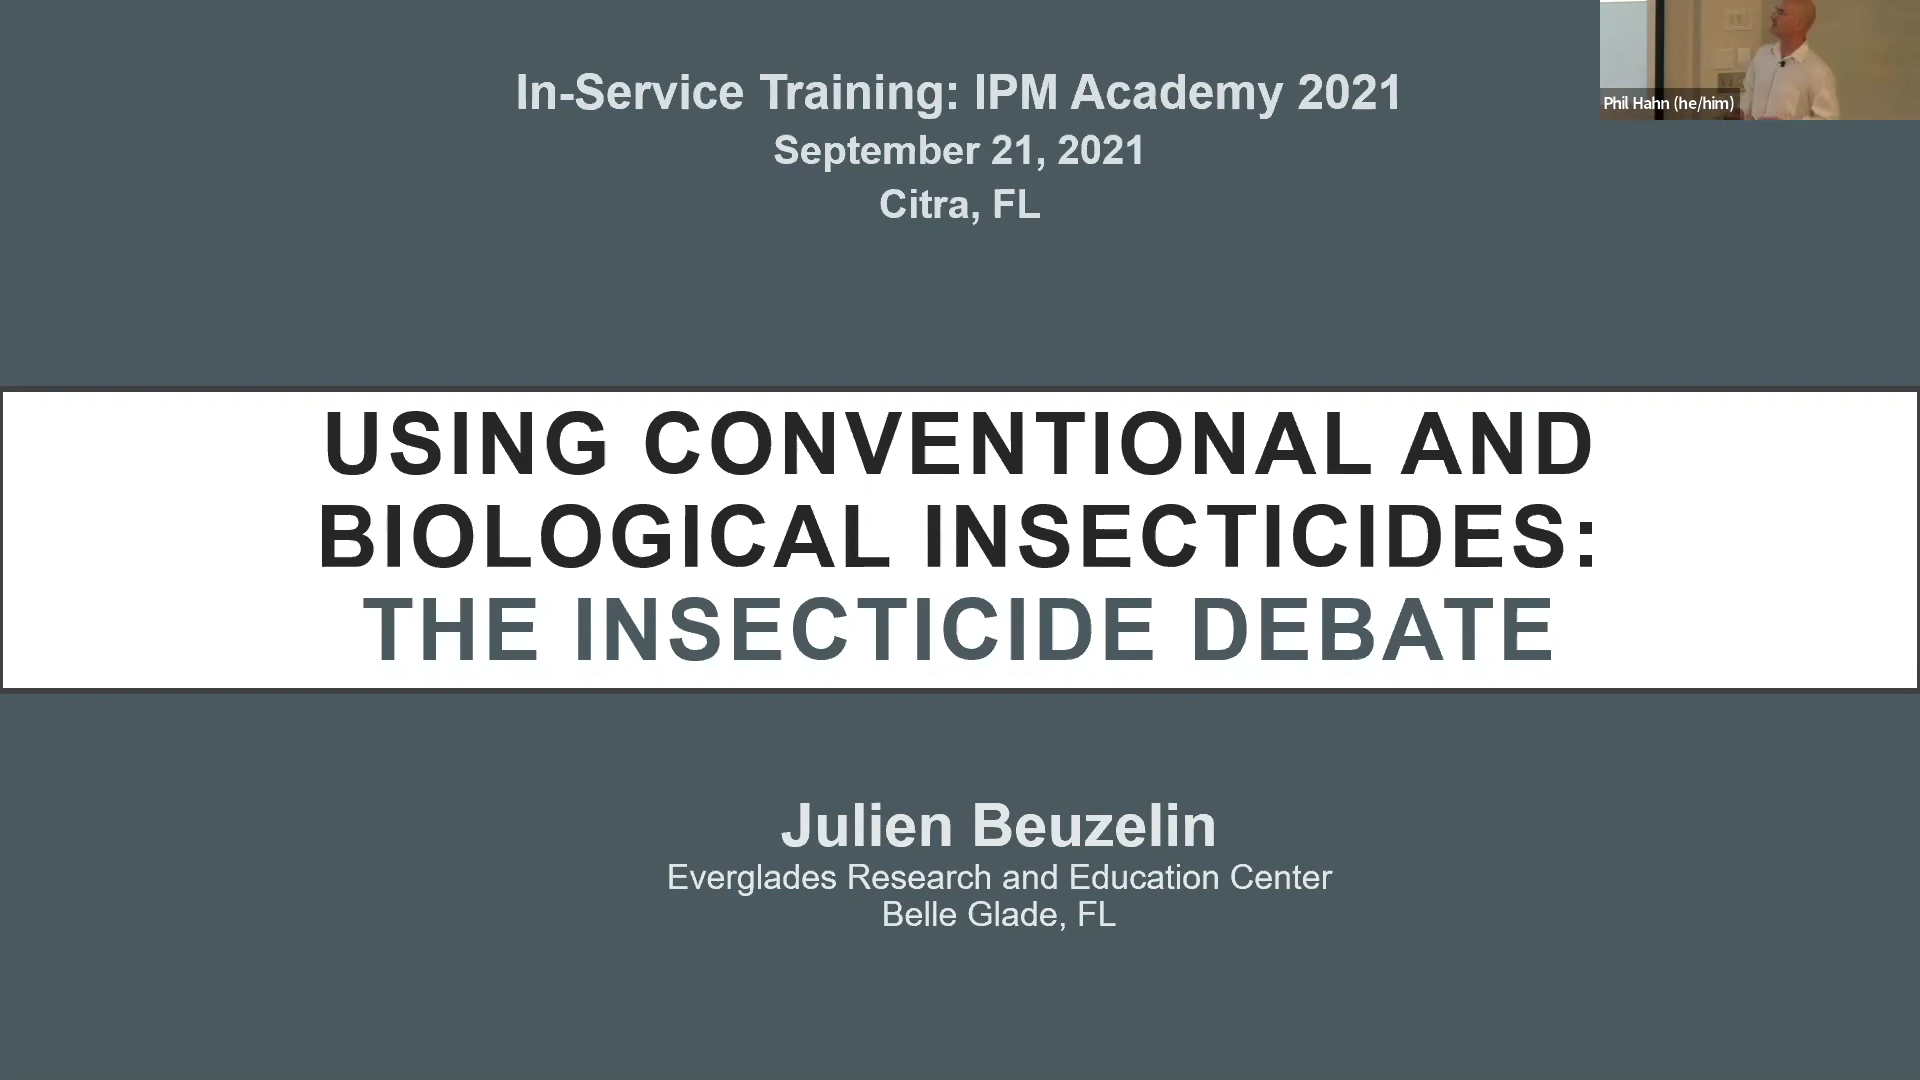 In-Service Training: IPM Academy 2021
September 21, 2021
Citra, FL
Phil Hahn (he/him)
USING CONVENTIONAL AND
BIOLOGICAL INSECTICIDES:
THE INSECTICIDE DEBATE
Julien Beuzelin
Everglades Research and Education Center
Belle Glade, FL